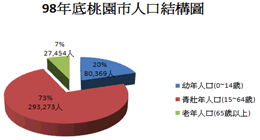 98年底桃園市人口結構圖
7%
27,454人
20%
80,369人
73%
293,273人
幼年人口(0~14歲)
青壯年人口(15~64歲)
老年人口(65歲以上)